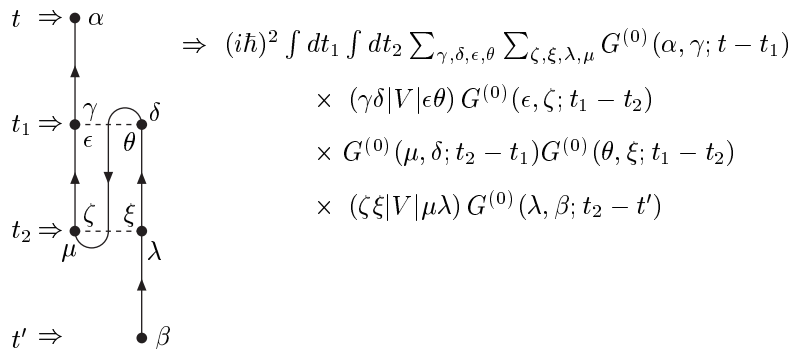 t ⇒ α ⇒ (iℏ)² ∫ dt₁ ∫ dt₂ ∑_{γ,δ,ϵ,θ} ∑_{ζ,ξ,λ,μ} G⁽⁰⁾(α, γ; t − t₁)
γ δ × (γδ|V|ϵθ) G⁽⁰⁾(ϵ, ζ; t₁ − t₂)
t₁ ⇒
ϵ θ
× G⁽⁰⁾(μ, δ; t₂ − t₁)G⁽⁰⁾(θ, ξ; t₁ − t₂)
ζ ξ × (ζξ|V|μλ) G⁽⁰⁾(λ, β; t₂ − t′)
t₂ ⇒
μ λ
t′ ⇒ β